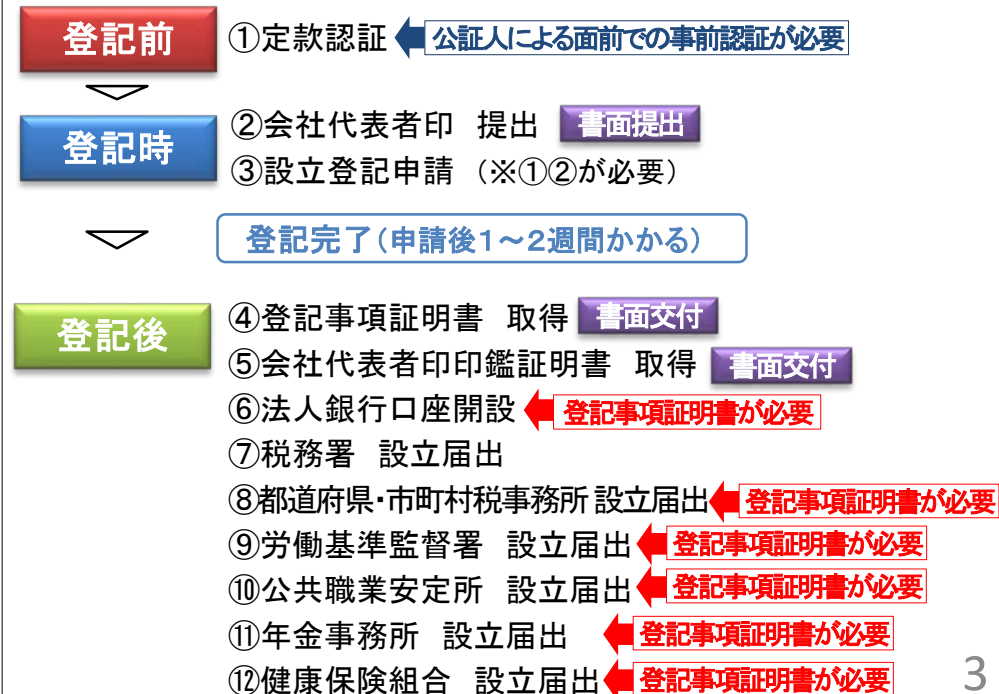 登記前 ①定款認証 公証人による面前での事前認証が必要
登記時 ②会社代表者印 提出 書面提出
③設立登記申請 (※①②が必要)
登記完了(申請後1～2週間かかる)
登記後 ④登記事項証明書 取得 書面交付
⑤会社代表者印印鑑証明書 取得 書面交付
⑥法人銀行口座開設 登記事項証明書が必要
⑦税務署 設立届出
⑧都道府県・市町村税事務所 設立届出 登記事項証明書が必要
⑨労働基準監督署 設立届出 登記事項証明書が必要
⑩公共職業安定所 設立届出 登記事項証明書が必要
⑪年金事務所 設立届出 登記事項証明書が必要
⑫健康保険組合 設立届出 登記事項証明書が必要
3